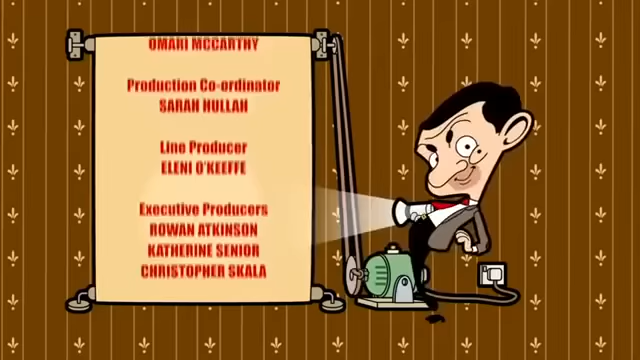 OMARI MCCARTHY
Production Co-ordinator
SARAH HULLAH
Line Producer
ELENI O'KEEFFE
Executive Producers
ROWAN ATKINSON
KATHERINE SENIOR
CHRISTOPHER SKALA